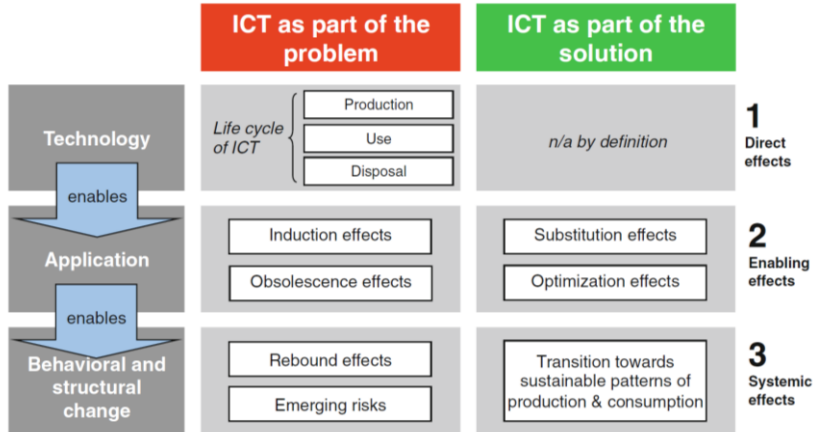 ICT as part of the
problem
ICT as part of the
solution
Technology
Life cycle
of ICT
Production
Use
Disposal
n/a by definition
1
Direct
effects
enables
Application
Induction effects
Obsolescence effects
Substitution effects
Optimization effects
2
Enabling
effects
enables
Behavioral and
structural
change
Rebound effects
Emerging risks
Transition towards
sustainable patterns of
production & consumption
3
Systemic
effects